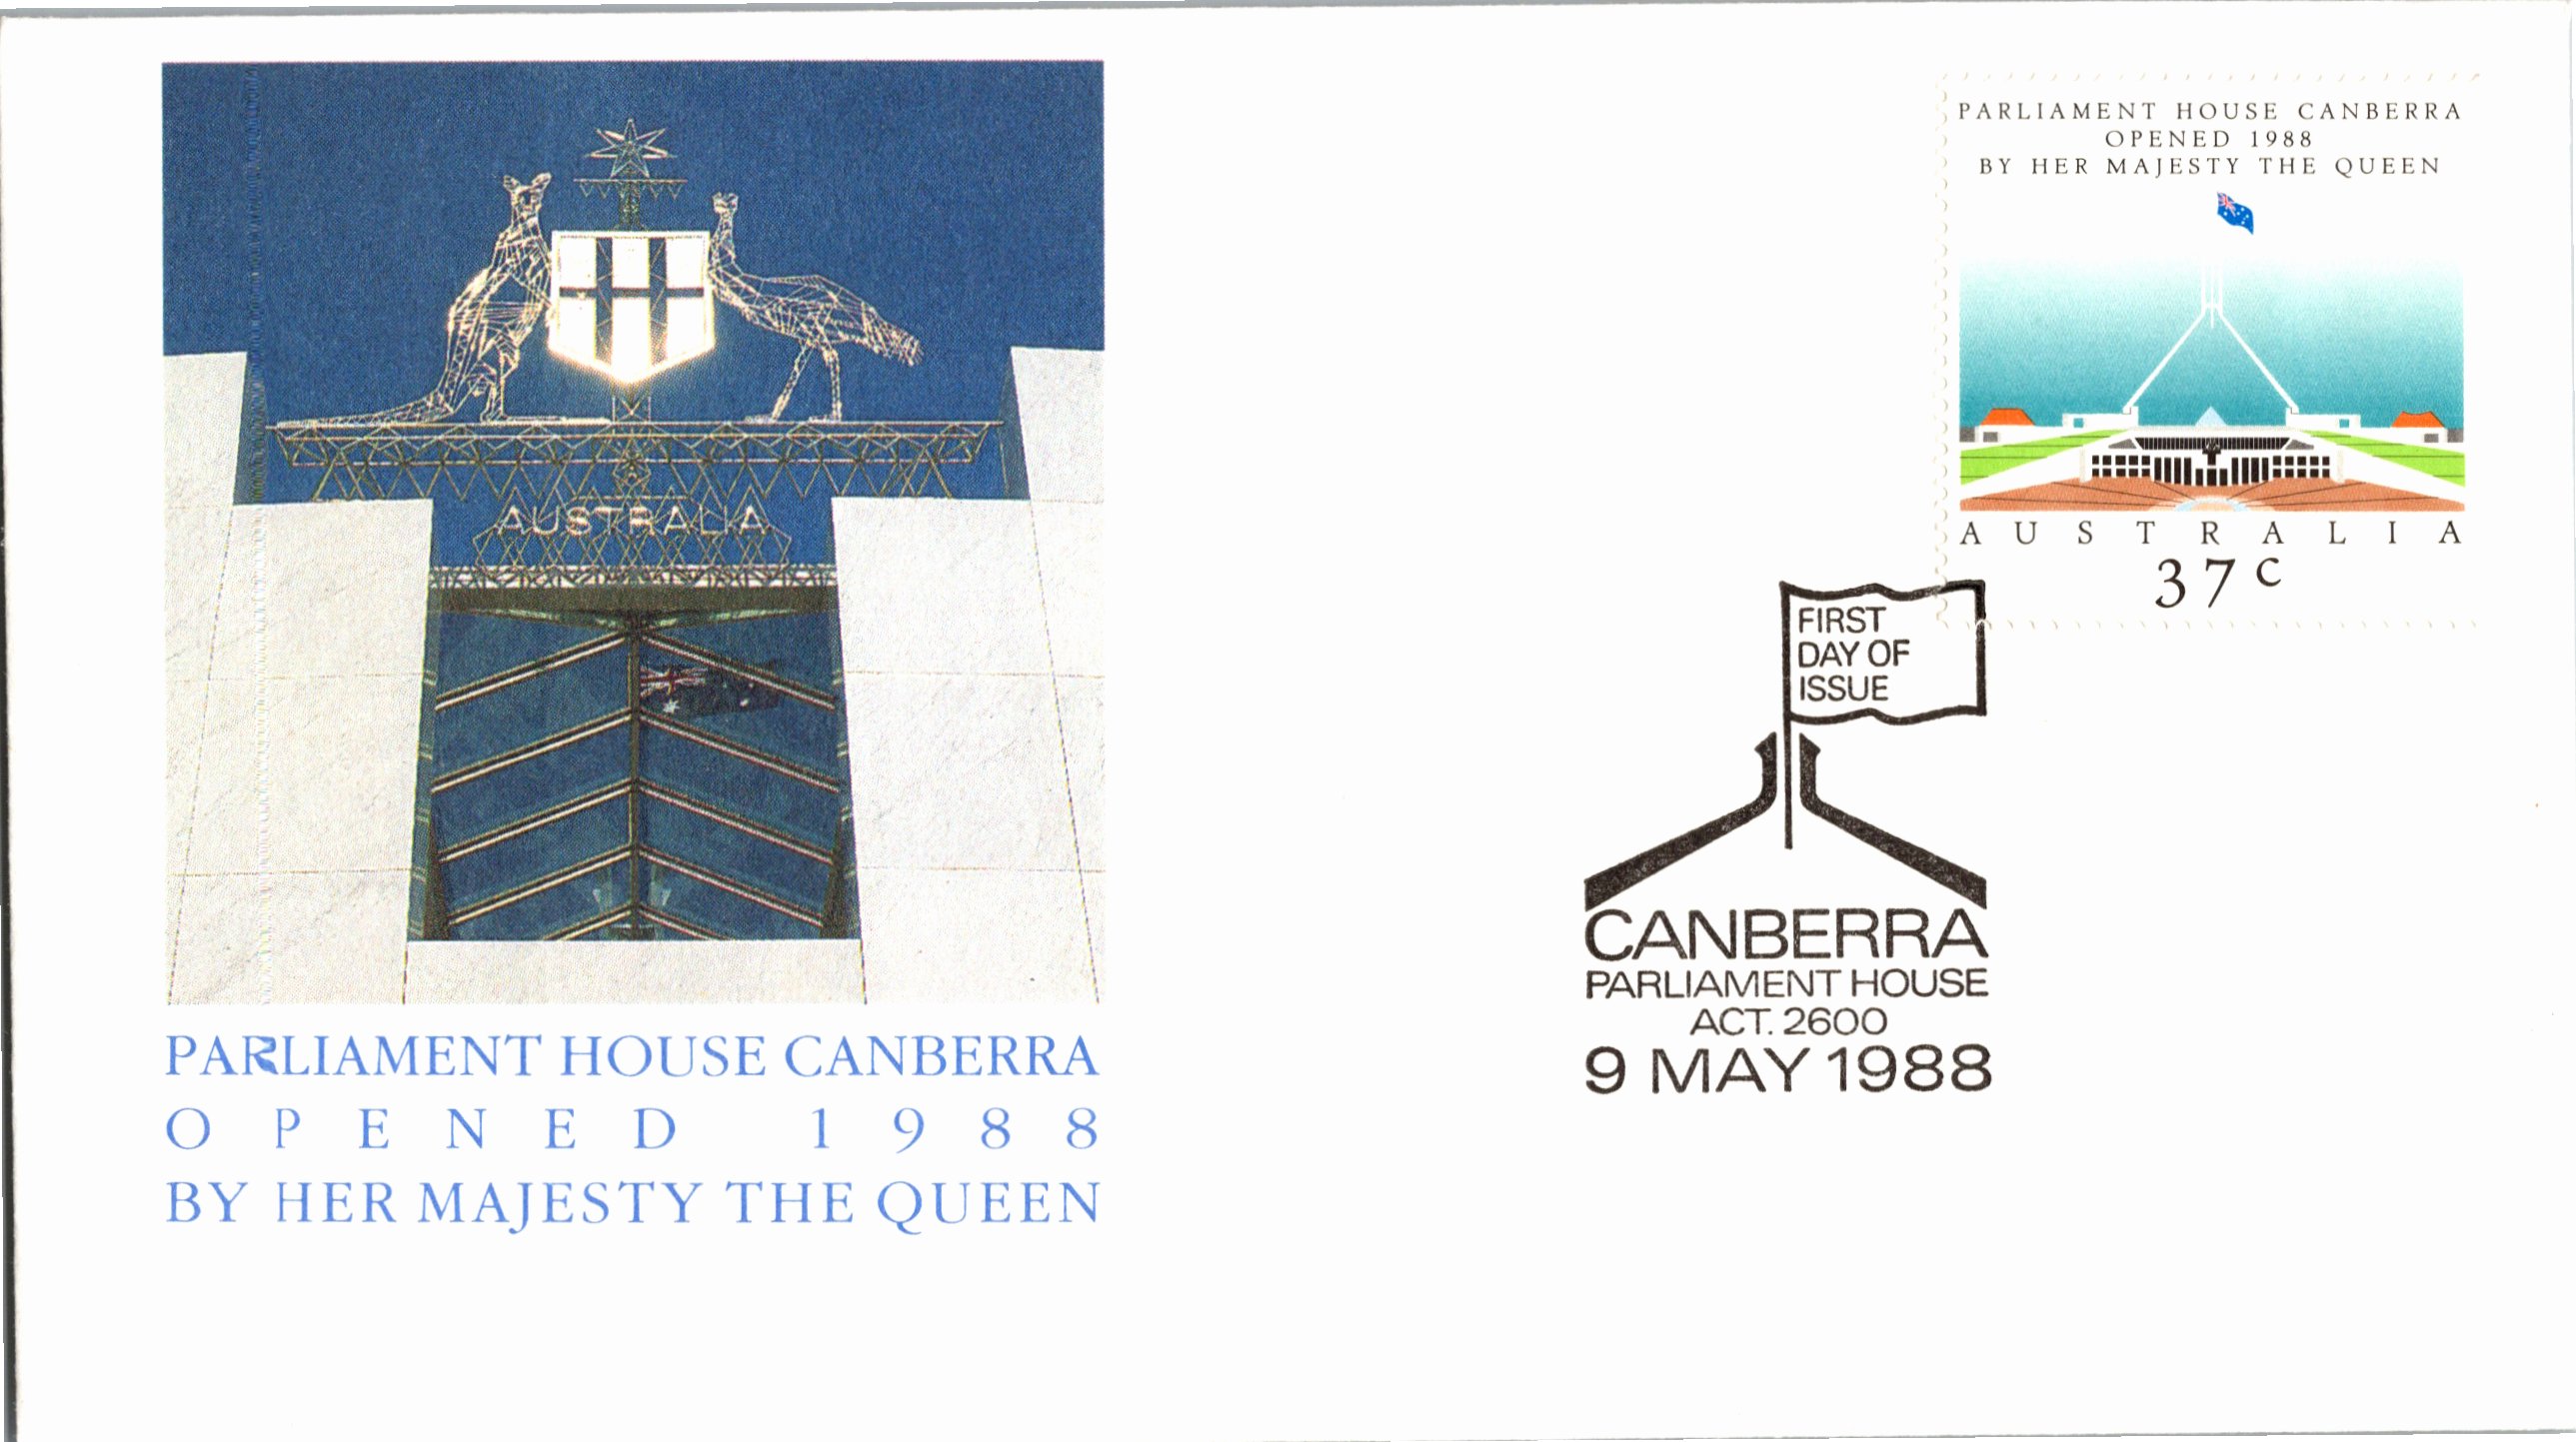 AUSTRALIA
PARLIAMENT HOUSE CANBERRA
OPENED 1988
BY HER MAJESTY THE QUEEN
PARLIAMENT HOUSE CANBERRA
OPENED 1988
BY HER MAJESTY THE QUEEN
AUSTRALIA
37c
FIRST
DAY OF
ISSUE
CANBERRA
PARLIAMENT HOUSE
ACT. 2600
9 MAY 1988